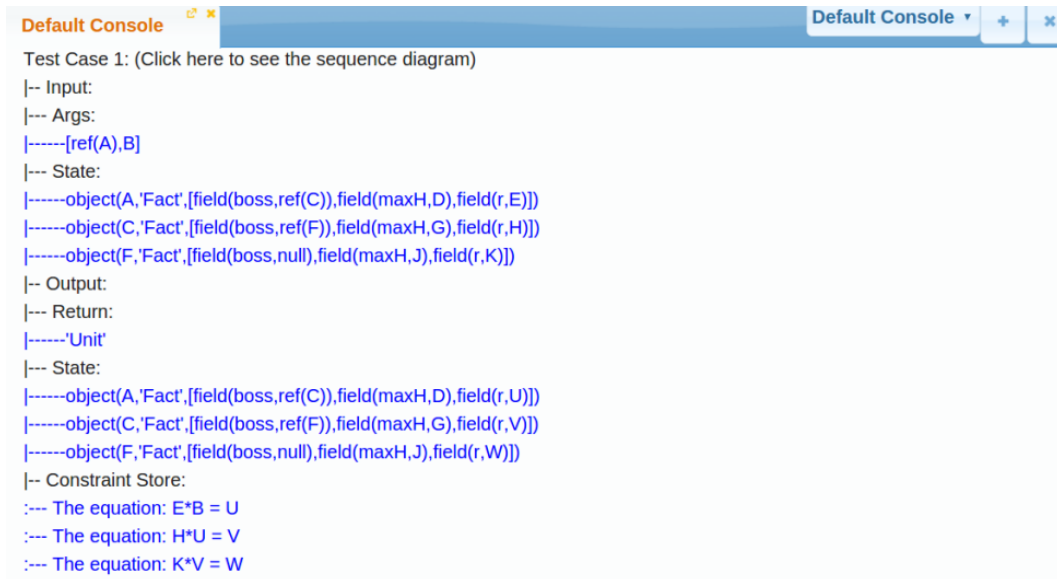 Default Console
Default Console
Test Case 1: (Click here to see the sequence diagram)
|-- Input:
|--- Args:
|------[ref(A),B]
|--- State:
|------object(A,'Fact',[field(boss,ref(C)),field(maxH,D),field(r,E)])
|------object(C,'Fact',[field(boss,ref(F)),field(maxH,G),field(r,H)])
|------object(F,'Fact',[field(boss,null),field(maxH,J),field(r,K)])
|-- Output:
|--- Return:
|------'Unit'
|--- State:
|------object(A,'Fact',[field(boss,ref(C)),field(maxH,D),field(r,U)])
|------object(C,'Fact',[field(boss,ref(F)),field(maxH,G),field(r,V)])
|------object(F,'Fact',[field(boss,null),field(maxH,J),field(r,W)])
|-- Constraint Store:
:--- The equation: E*B = U
:--- The equation: H*U = V
:--- The equation: K*V = W